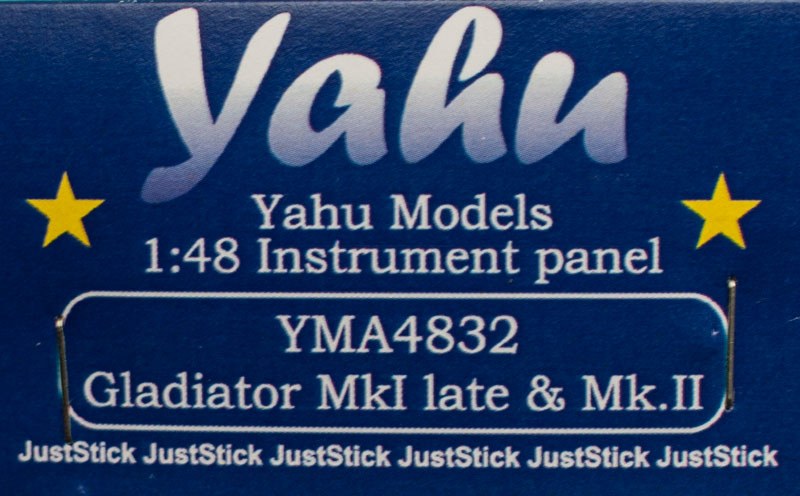 Yahu
Yahu Models
1:48 Instrument panel
YMA4832
Gladiator MkI late & Mk.II
JustStick JustStick JustStick JustStick JustStick JustStick